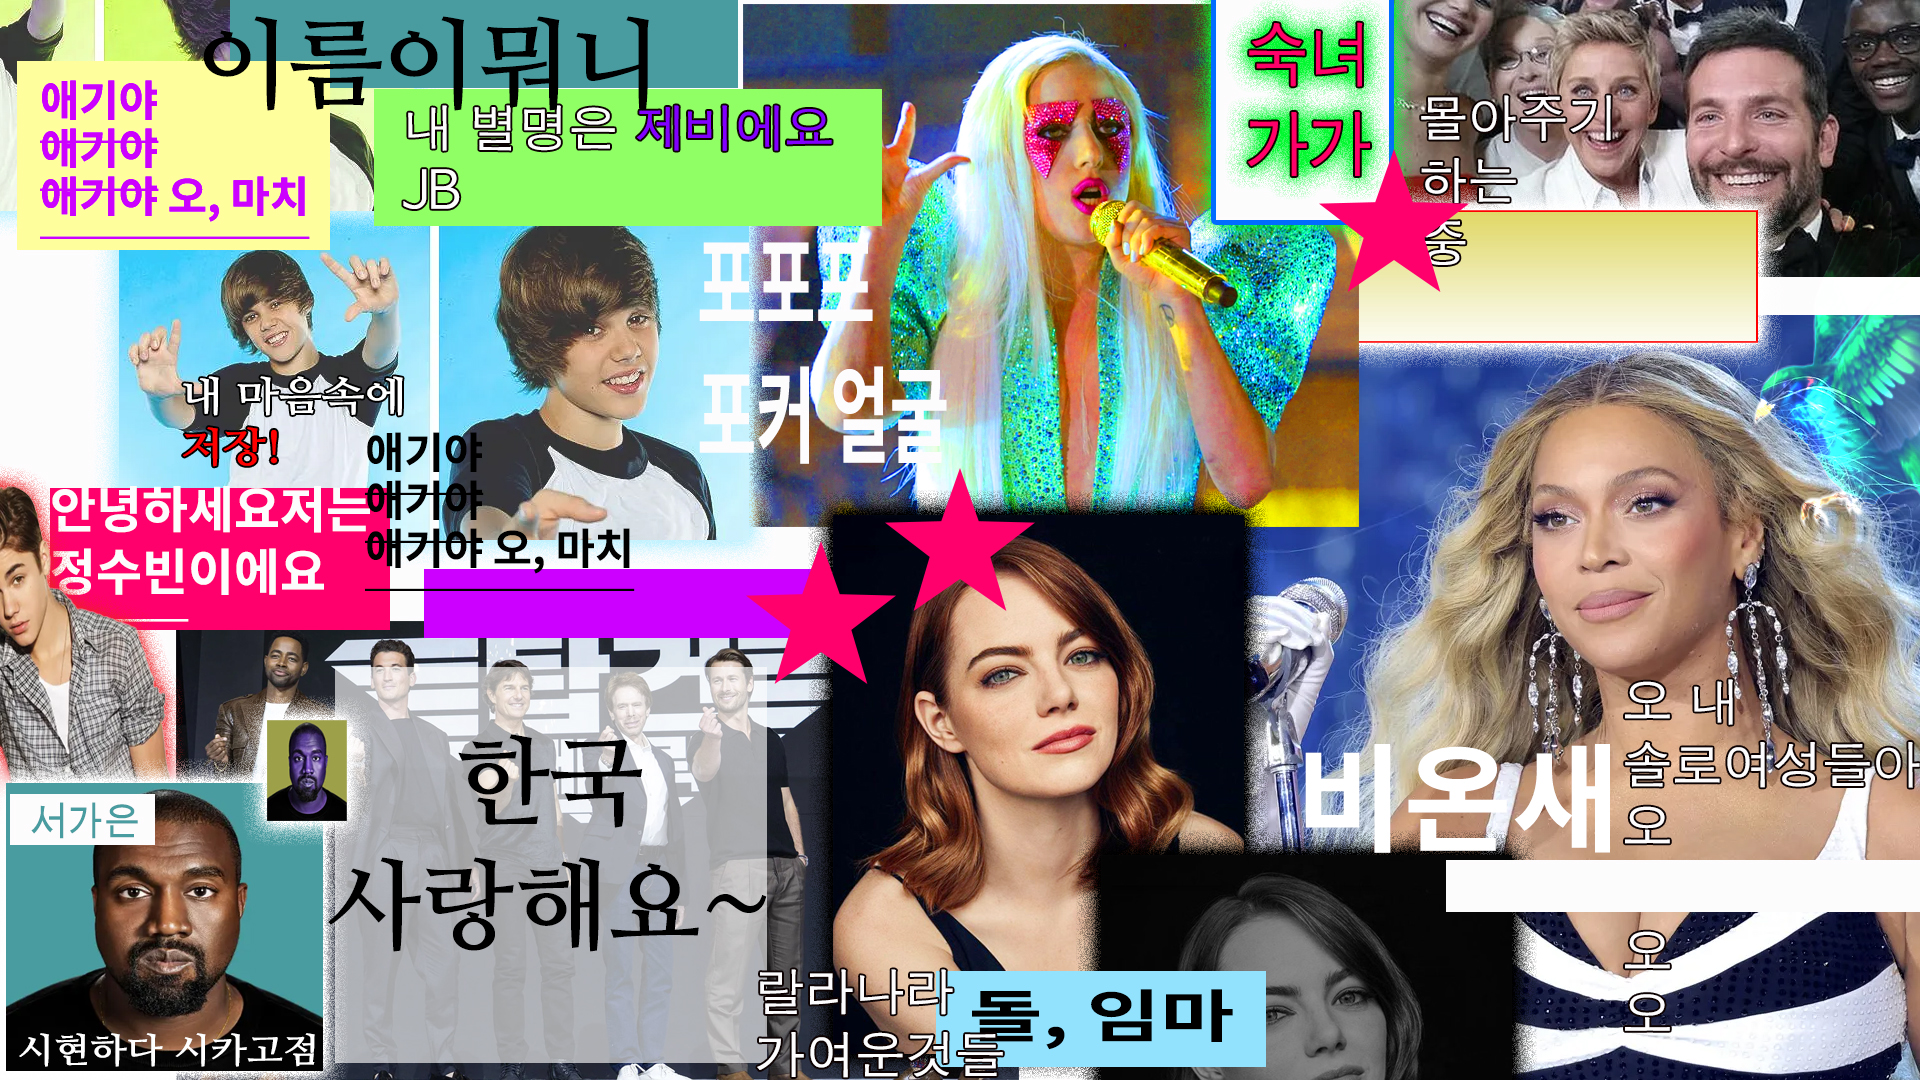 이름이뭐니
애기야
애기야
애기야 오, 마치
내 별명은 제비에요
JB
숙녀
가가
몰아주기
하는
중
포포포
포커 얼굴
내 마음속에
저장!
애기야
애기야
애기야 오, 마치
안녕하세요저는
정수빈이에요
한국
사랑해요~
서가은
시현하다 시카고점
비온새
오 내
솔로여성들아
오
오
오
랄라나라
가여운것들
돌, 임마